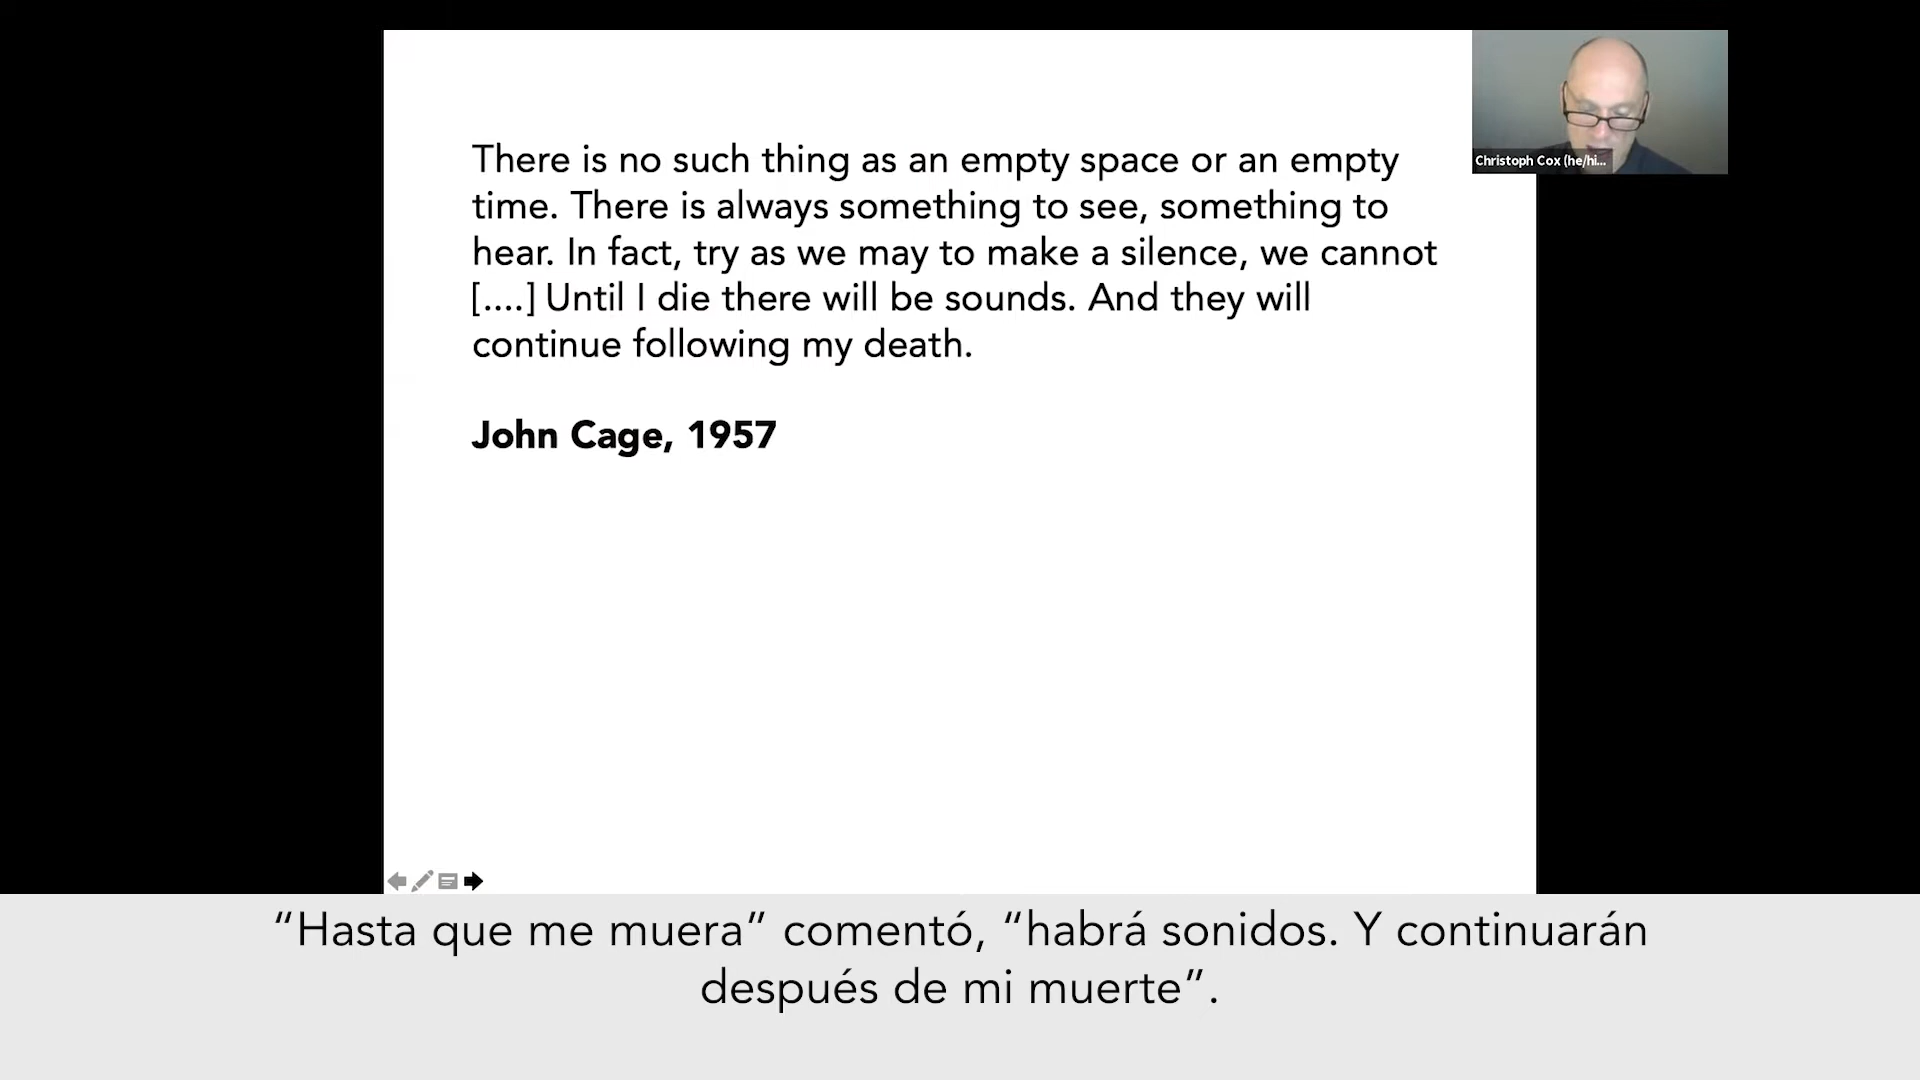 There is no such thing as an empty space or an empty
time. There is always something to see, something to
hear. In fact, try as we may to make a silence, we cannot
[....] Until I die there will be sounds. And they will
continue following my death.
John Cage, 1957
Christoph Cox (he/hi...
“Hasta que me muera” comentó, “habrá sonidos. Y continuarán
después de mi muerte”.